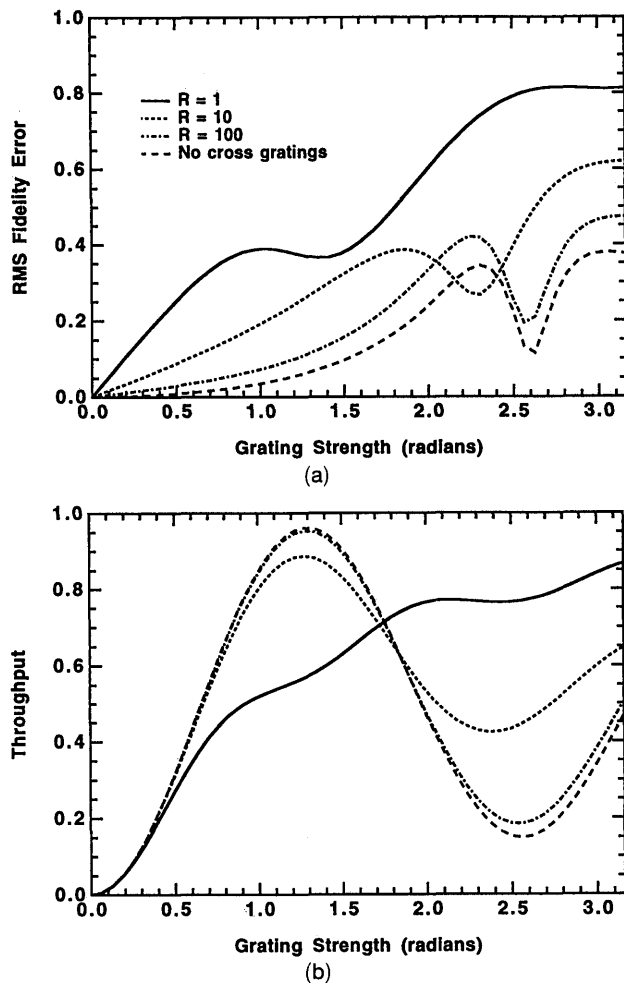 1.0
0.8
0.6
0.4
0.2
0.0
RMS Fidelity Error
R = 1
R = 10
R = 100
No cross gratings
0.0 0.5 1.0 1.5 2.0 2.5 3.0
Grating Strength (radians)
(a)
1.0
0.8
0.6
0.4
0.2
0.0
Throughput
0.0 0.5 1.0 1.5 2.0 2.5 3.0
Grating Strength (radians)
(b)